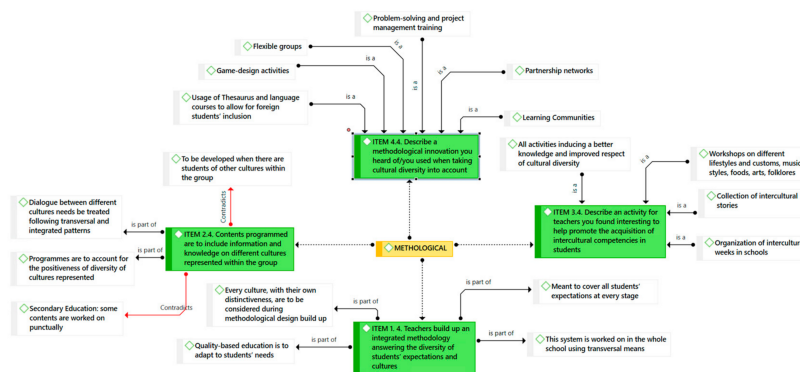 Problem-solving and project
management training
Flexible groups
is a
is a
is a
Game-design activities
is a
Partnership networks
is a
Usage of Thesaurus and language
courses to allow for foreign
students' inclusion
is a
Learning Communities
is a
ITEM 4.4. Describe a
methodological innovation you
heard of/you used when taking
cultural diversity into account
To be developed when there are
students of other cultures within
the group
Contradicts
All activities inducing a better
knowledge and improved respect
of cultural diversity
is a
Workshops on different
lifestyles and customs, music
styles, foods, arts, folklores
is a
Collection of intercultural
stories
is a
Dialogue between different
cultures need be treated
following transversal and
integrated patterns
is part of
ITEM 2.4. Contents programmed
are to include information and
knowledge on different cultures
represented within the group
METHOLOGICAL
ITEM 3.4. Describe an activity for
teachers you found interesting to
help promote the acquisition of
intercultural competencies in
students
is a
Organization of intercultur
weeks in schools
Programmes are to account for
the positiveness of diversity of
cultures represented
is part of
Secondary Education: some
contents are worked on
punctually
Contradicts
Every culture, with their own
distinctiveness, are to be
considered during
methodological design build up
is part of
is part of
Meant to cover all students'
expectations at every stage
Quality-based education is to
adapt to students' needs
is part of
ITEM 1. 4. Teachers build up an
integrated methodology
answering the diversity of
students' expectations and
cultures
is part of
This system is worked on in the whole
school using transversal means